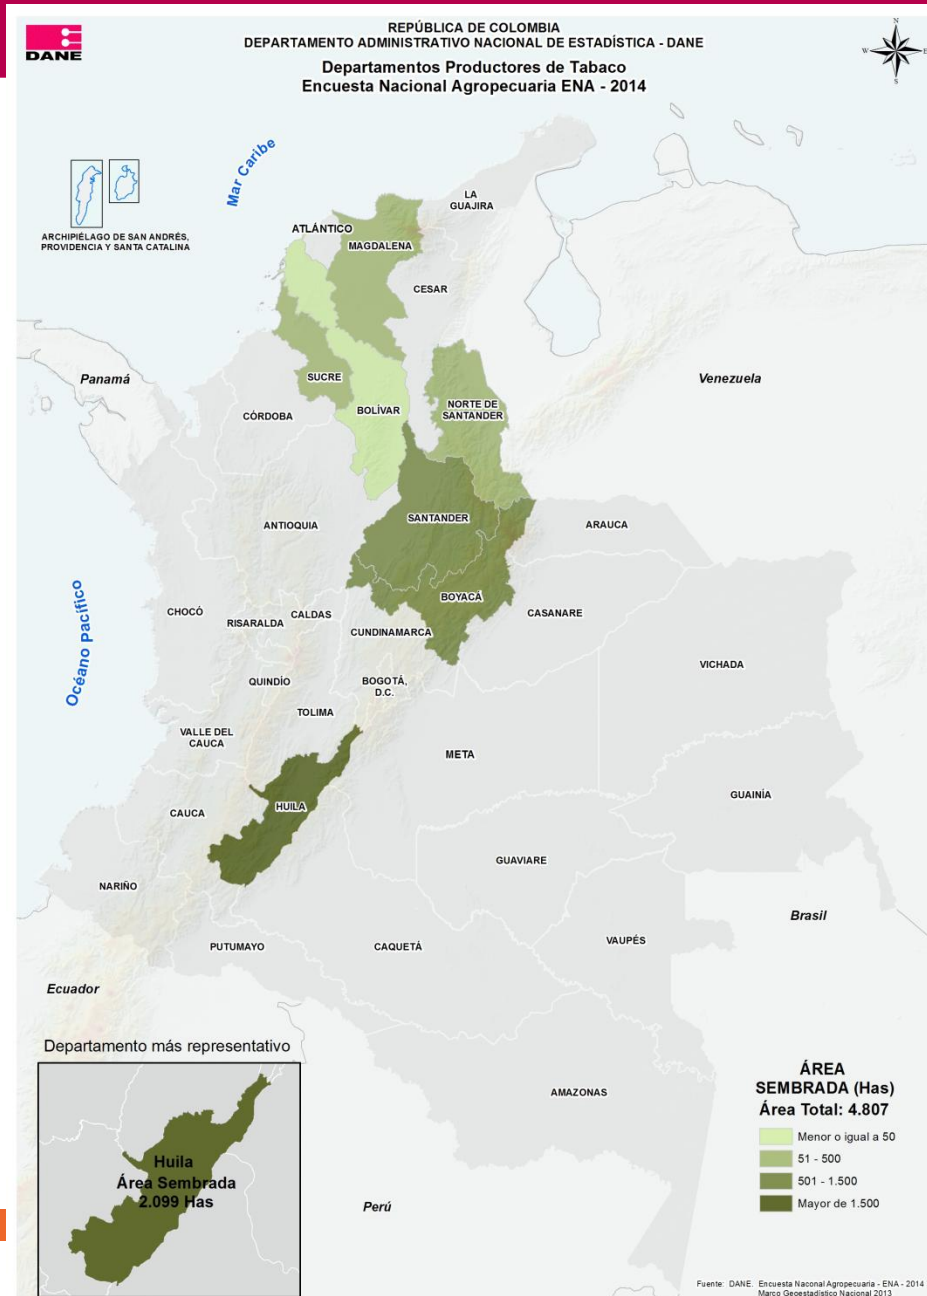 DANE
REPÚBLICA DE COLOMBIA
DEPARTAMENTO ADMINISTRATIVO NACIONAL DE ESTADÍSTICA - DANE
Departamentos Productores de Tabaco
Encuesta Nacional Agropecuaria ENA - 2014
N
W
E
S
Mar Caribe
ARCHIPIÉLAGO DE SAN ANDRÉS,
PROVIDENCIA Y SANTA CATALINA
LA
GUAJIRA
ATLÁNTICO
MAGDALENA
CESAR
Panamá
SUCRE
Venezuela
CÓRDOBA
BOLÍVAR
NORTE DE
SANTANDER
ANTIOQUIA
SANTANDER
ARAUCA
Océano Pacífico
CHOCÓ
RISARALDA
CALDAS
BOYACÁ
CASANARE
CUNDINAMARCA
VICHADA
QUINDÍO
BOGOTÁ,
D.C.
TOLIMA
VALLE DEL
CAUCA
META
GUAINÍA
CAUCA
HUILA
GUAVIARE
NARIÑO
Brasil
PUTUMAYO
CAQUETÁ
VAUPÉS
Ecuador
Departamento más representativo
Huila
Área Sembrada
2.099 Has
AMAZONAS
Perú
ÁREA
SEMBRADA (Has)
Área Total: 4.807
Menor o igual a 50
51 - 500
501 - 1.500
Mayor de 1.500
Fuente: DANE. Encuesta Naconal Agropecuaria - ENA - 2014
Marco Geoestadístico Nacional 2013